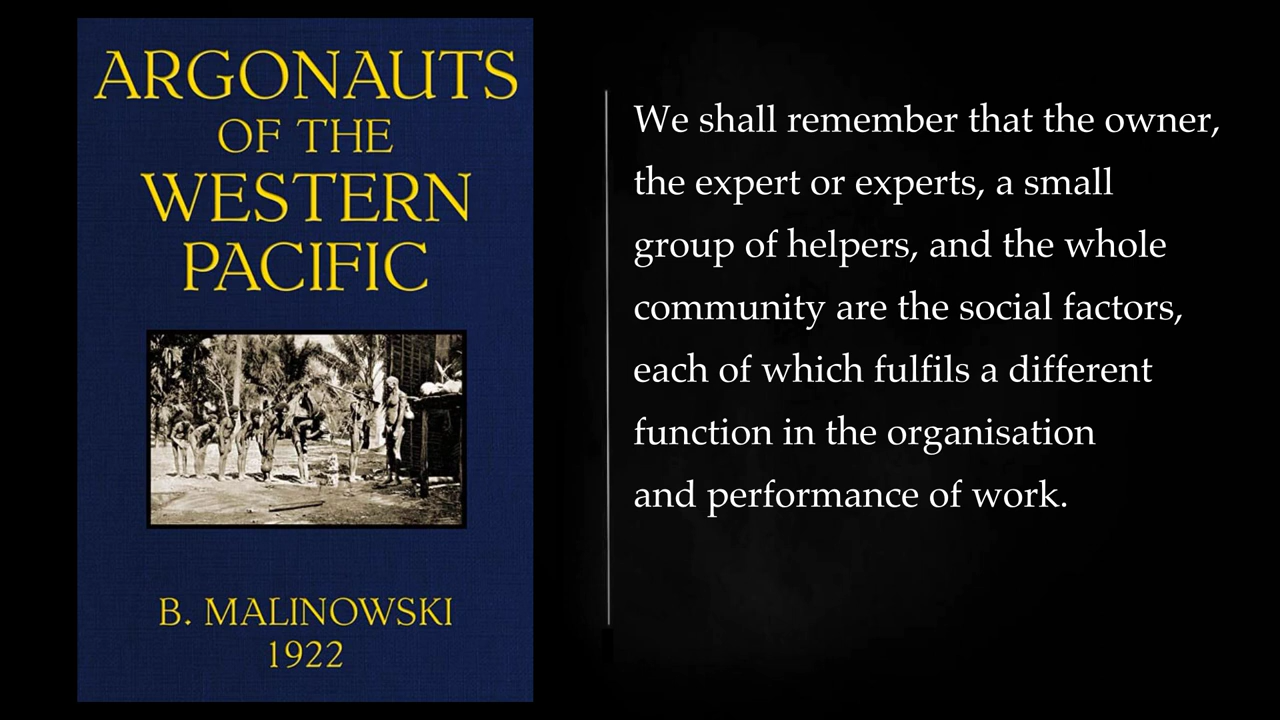 ARGONAUTS
OF THE
WESTERN
PACIFIC
B. MALINOWSKI
1922
We shall remember that the owner,
the expert or experts, a small
group of helpers, and the whole
community are the social factors,
each of which fulfils a different
function in the organisation
and performance of work.